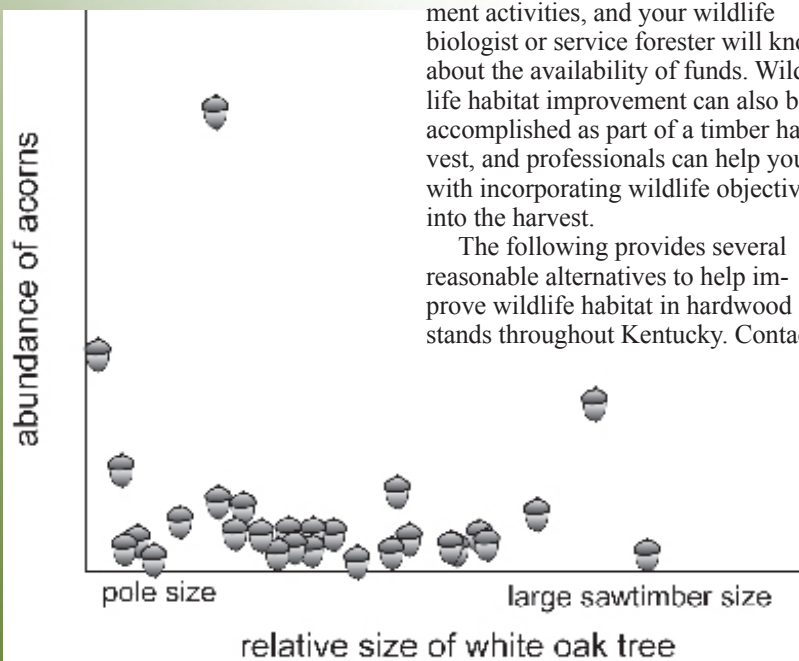 ment activities, and your wildlife
biologist or service forester will kno
about the availability of funds. Wild
life habitat improvement can also b
accomplished as part of a timber ha
vest, and professionals can help you
with incorporating wildlife objectiv
into the harvest.
The following provides several
reasonable alternatives to help im-
prove wildlife habitat in hardwood
stands throughout Kentucky. Contac
abundance of acorns
pole size
large sawtimber size
relative size of white oak tree